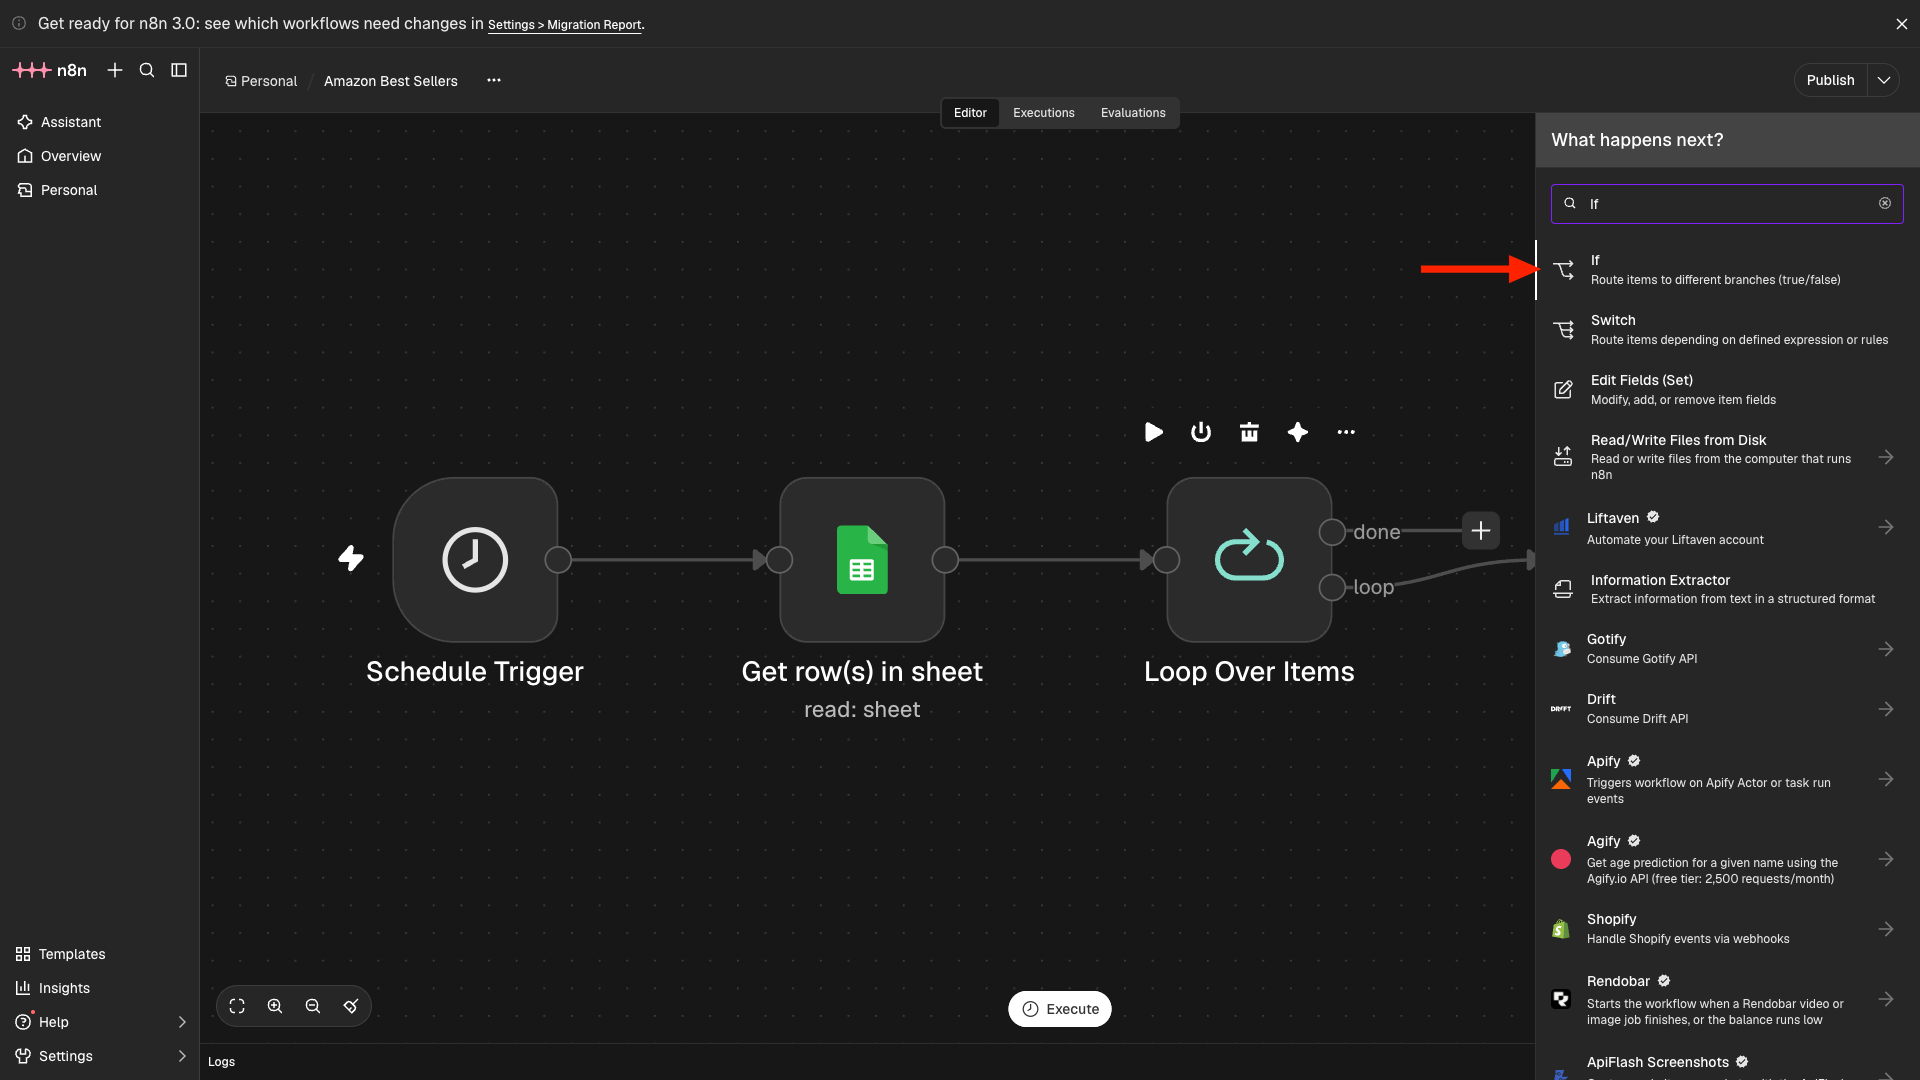 Get ready for n8n 3.0: see which workflows need changes in Settings > Migration Report.
n8n
Assistant
Overview
Personal
Personal / Amazon Best Sellers
Publish
Editor
Executions
Evaluations
What happens next?
If
If
Route items to different branches (true/false)
Switch
Route items depending on defined expression or rules
Edit Fields (Set)
Modify, add, or remove item fields
Read/Write Files from Disk
Read or write files from the computer that runs
n8n
Liftaven
Automate your Liftaven account
Information Extractor
Extract information from text in a structured format
Gotify
Consume Gotify API
DRIFT
Drift
Consume Drift API
Apify
Triggers workflow on Apify Actor or task run
events
Agify
Get age prediction for a given name using the
Agify.io API (free tier: 2,500 requests/month)
Shopify
Handle Shopify events via webhooks
Rendobar
Starts the workflow when a Rendobar video or
image job finishes, or the balance runs low
ApiFlash Screenshots
done
loop
Schedule Trigger
Get row(s) in sheet
read: sheet
Loop Over Items
Templates
Insights
Help
Settings
Execute
Logs